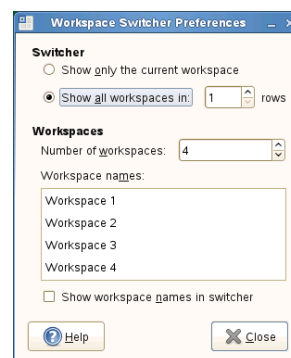 Workspace Switcher Preferences
Switcher
Show only the current workspace
Show all workspaces in: 1 rows
Workspaces
Number of workspaces: 4
Workspace names:
Workspace 1
Workspace 2
Workspace 3
Workspace 4
Show workspace names in switcher
Help Close